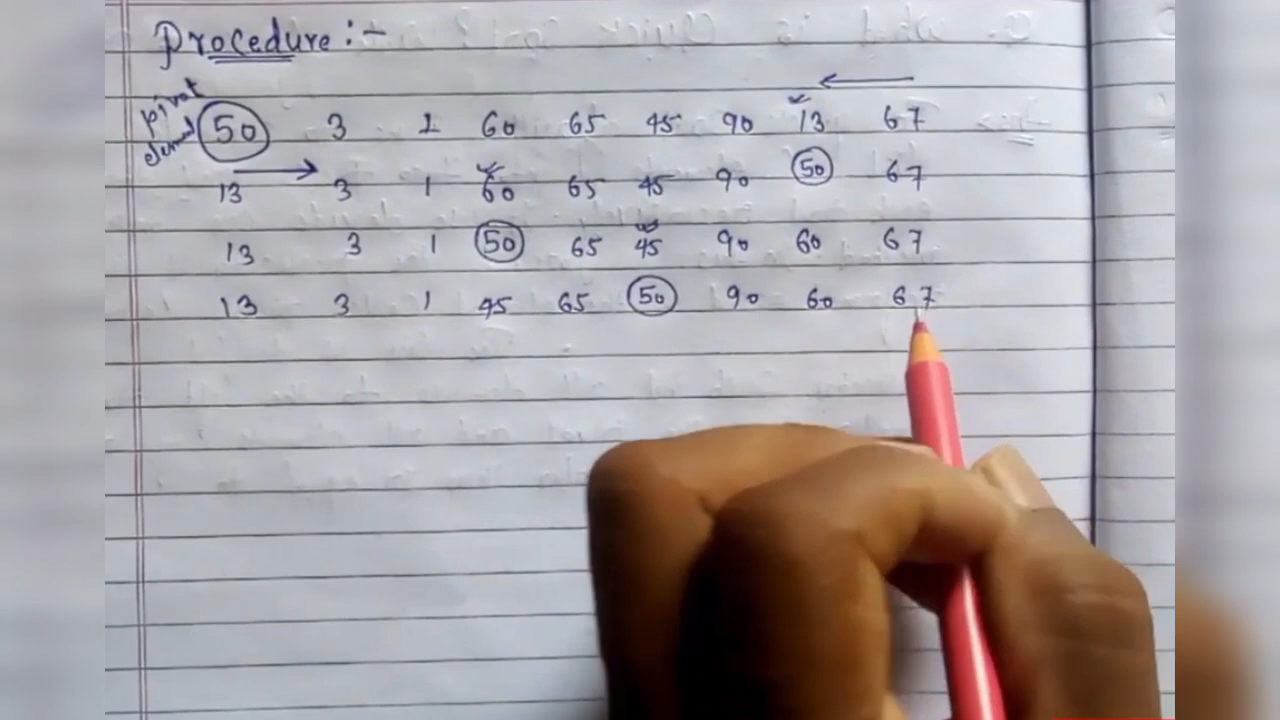 Procedure :-
pivot
50 3 1 60 65 45 90 13 67
13 3 1 60 65 45 90 50 67
13 3 1 50 65 45 90 60 67
13 3 1 45 65 50 90 60 67